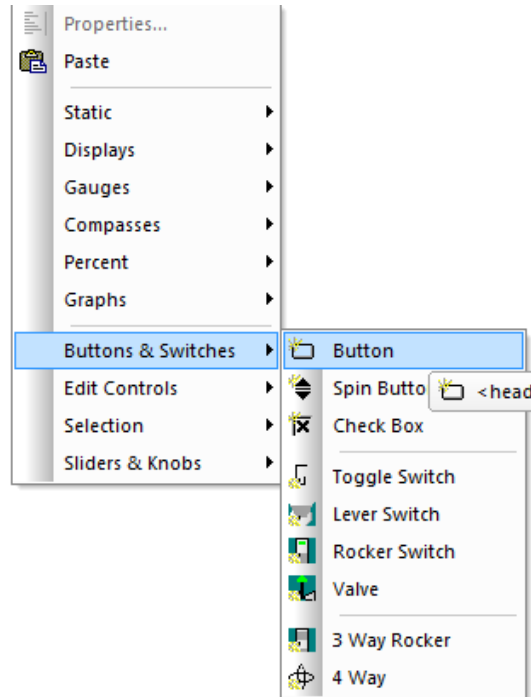 Properties...
Paste
Static
Displays
Gauges
Compasses
Percent
Graphs
Buttons & Switches
Edit Controls
Selection
Sliders & Knobs
Button
Spin Butto
<head
Check Box
Toggle Switch
Lever Switch
Rocker Switch
Valve
3 Way Rocker
4 Way